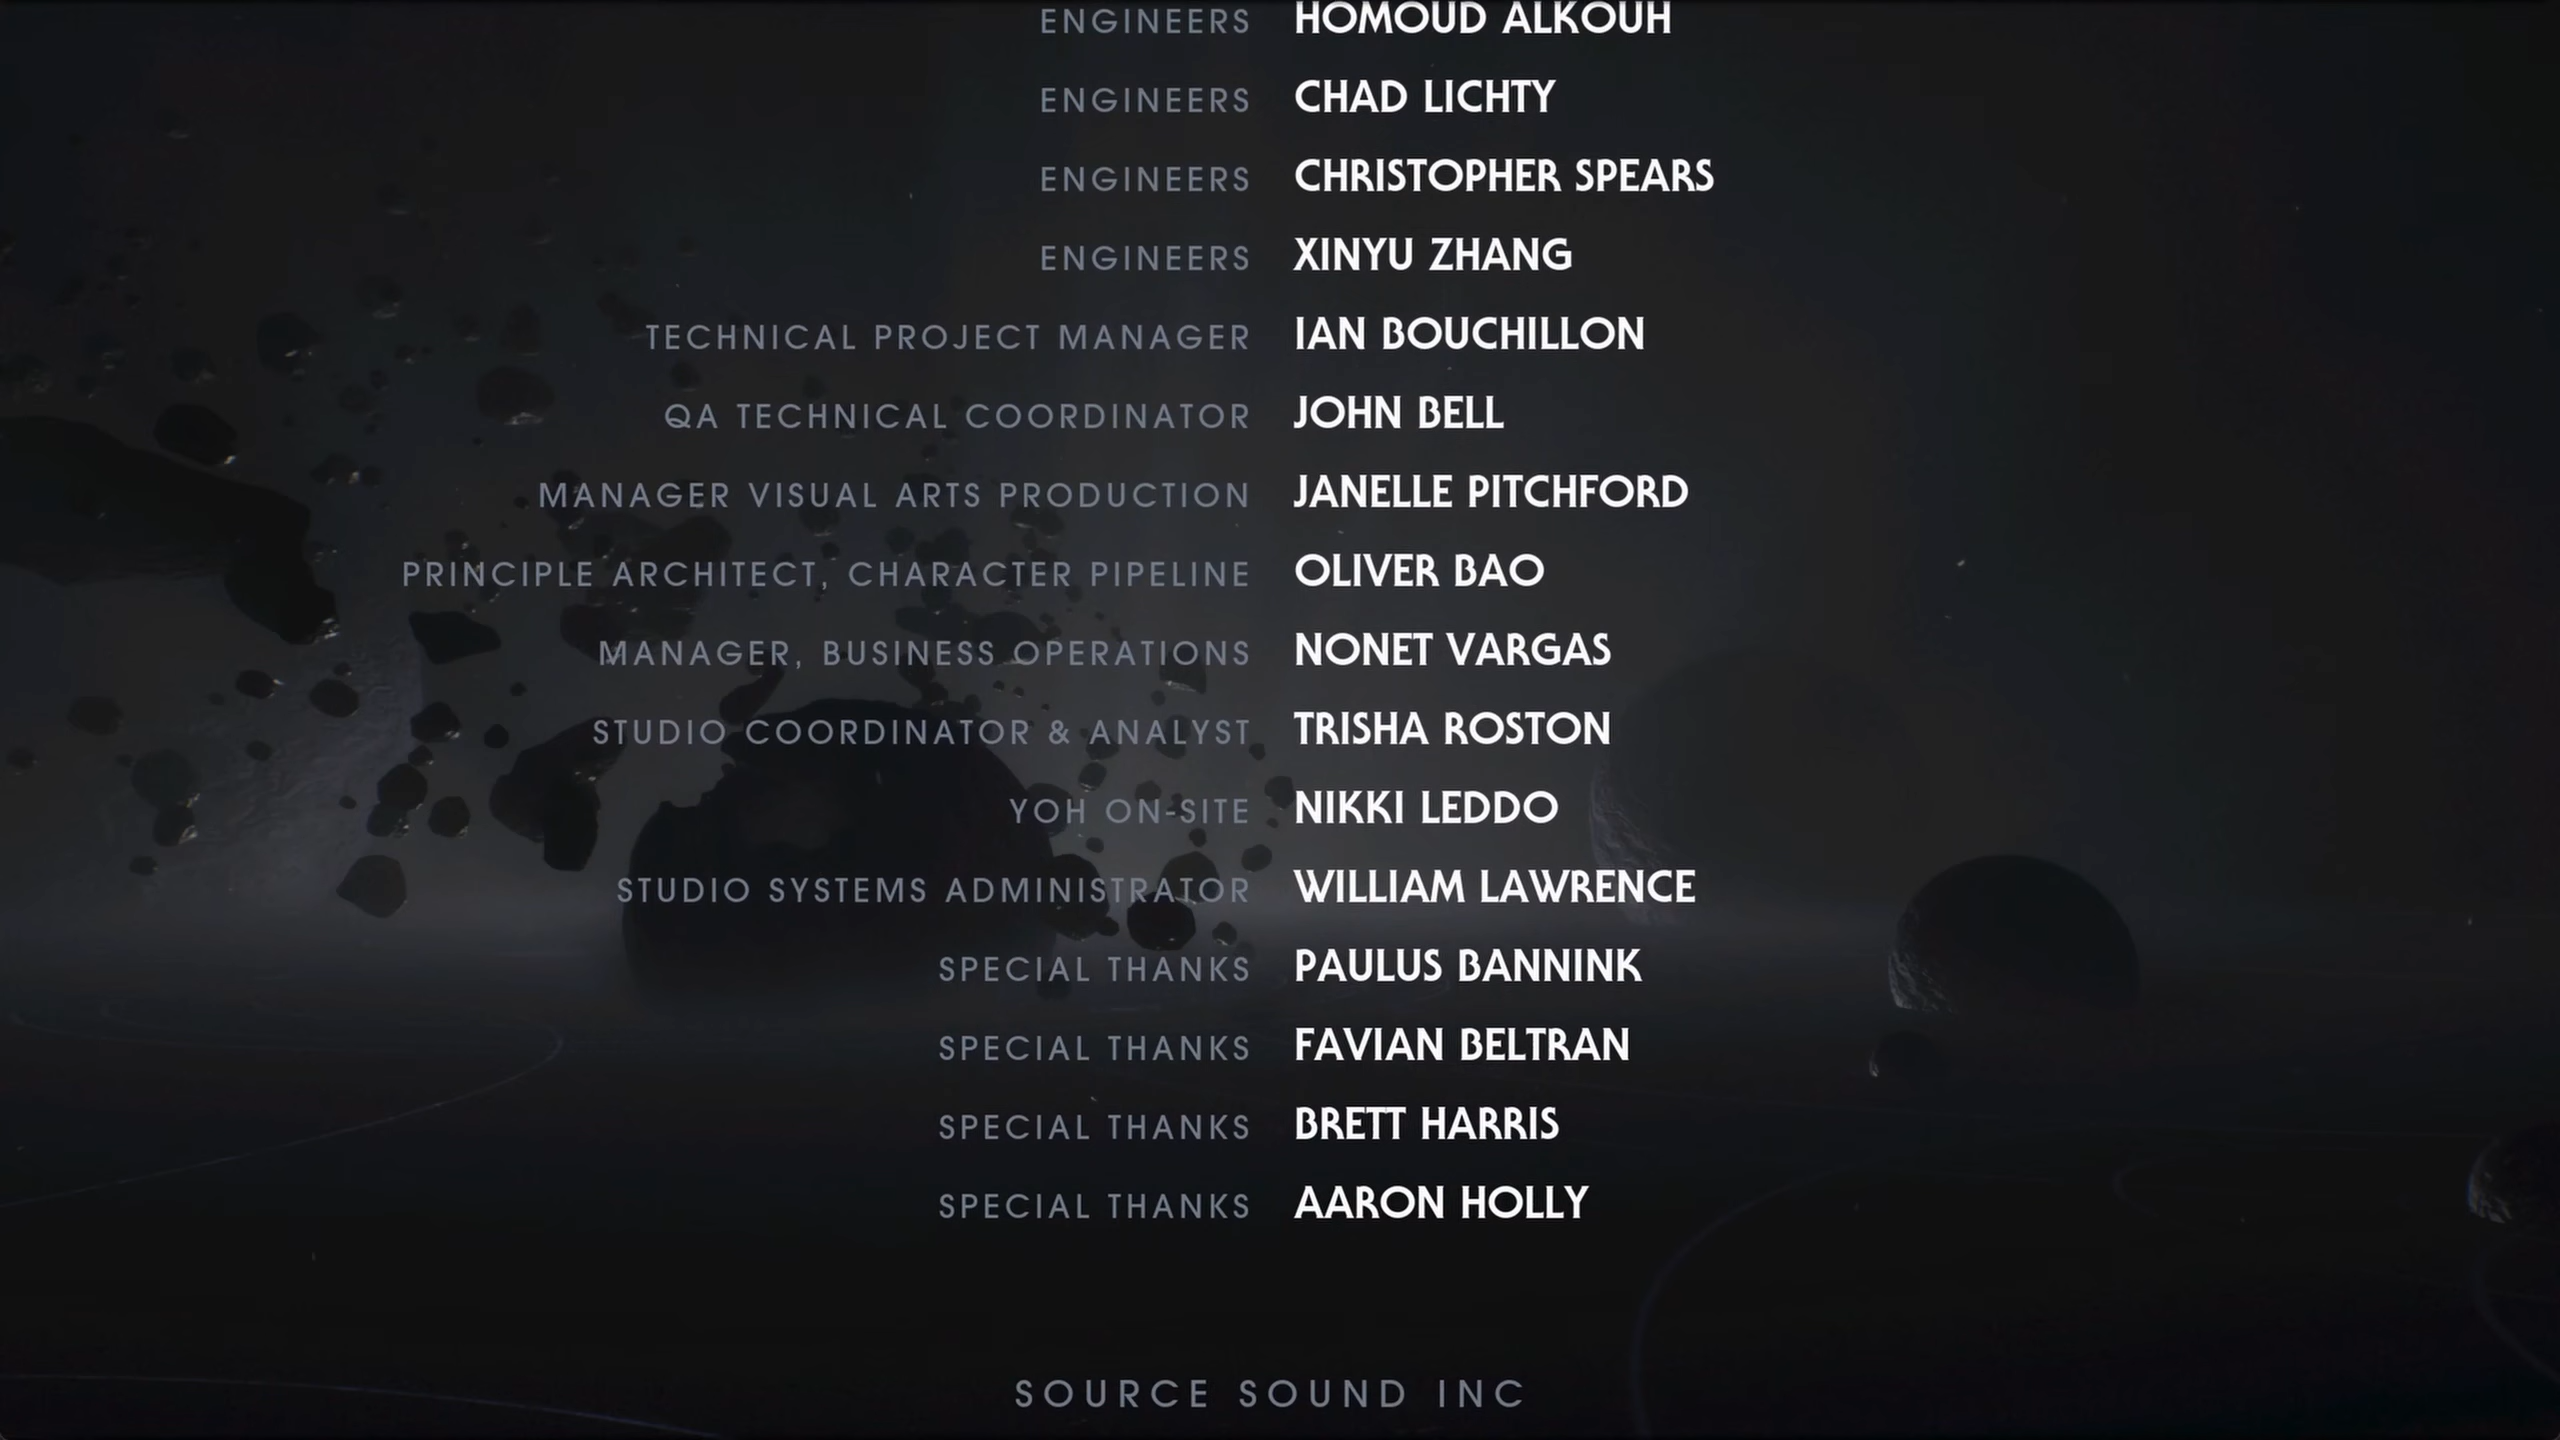 ENGINEERS HOMOUD ALKOUH
ENGINEERS CHAD LICHTY
ENGINEERS CHRISTOPHER SPEARS
ENGINEERS XINYU ZHANG
TECHNICAL PROJECT MANAGER IAN BOUCHILLON
QA TECHNICAL COORDINATOR JOHN BELL
MANAGER VISUAL ARTS PRODUCTION JANELLE PITCHFORD
PRINCIPLE ARCHITECT, CHARACTER PIPELINE OLIVER BAO
MANAGER, BUSINESS OPERATIONS NONET VARGAS
STUDIO COORDINATOR & ANALYST TRISHA ROSTON
YOH ON-SITE NIKKI LEDDO
STUDIO SYSTEMS ADMINISTRATOR WILLIAM LAWRENCE
SPECIAL THANKS PAULUS BANNINK
SPECIAL THANKS FAVIAN BELTRAN
SPECIAL THANKS BRETT HARRIS
SPECIAL THANKS AARON HOLLY
SOURCE SOUND INC